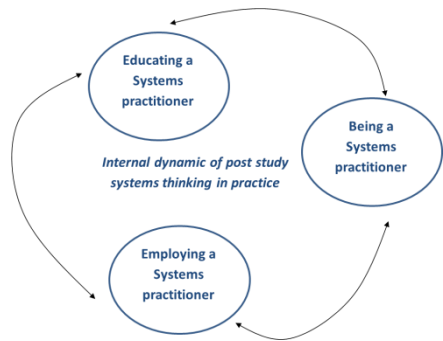 Educating a
Systems
practitioner
Being a
Systems
practitioner
Internal dynamic of post study
systems thinking in practice
Employing a
Systems
practitioner